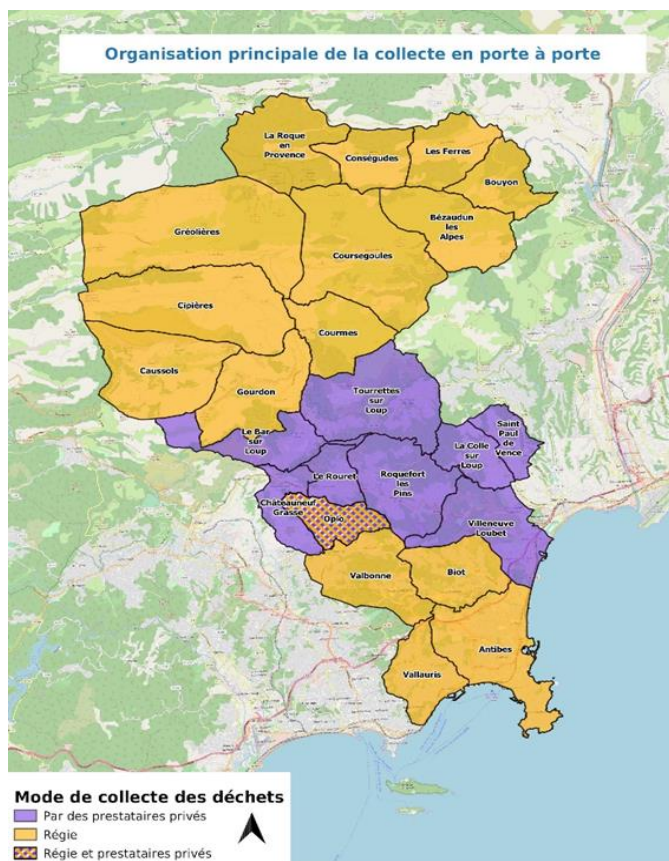 Organisation principale de la collecte en porte à porte
La Roque
en
Provence
Conségudes
Les Ferres
Bouyon
Bézaudun
les
Alpes
Gréolières
Coursegoules
Cipières
Courmes
Caussols
Gourdon
Tourrettes
sur
Loup
Le Bar
sur
Loup
Saint
Paul
de
Vence
La Colle
sur
Loup
Le Rouret
Roquefort
les
Pins
Châteauneuf
Grasse
Opio
Villeneuve
Loubet
Valbonne
Biot
Antibes
Vallauris
Mode de collecte des déchets
Par des prestataires privés
Régie
Régie et prestataires privés